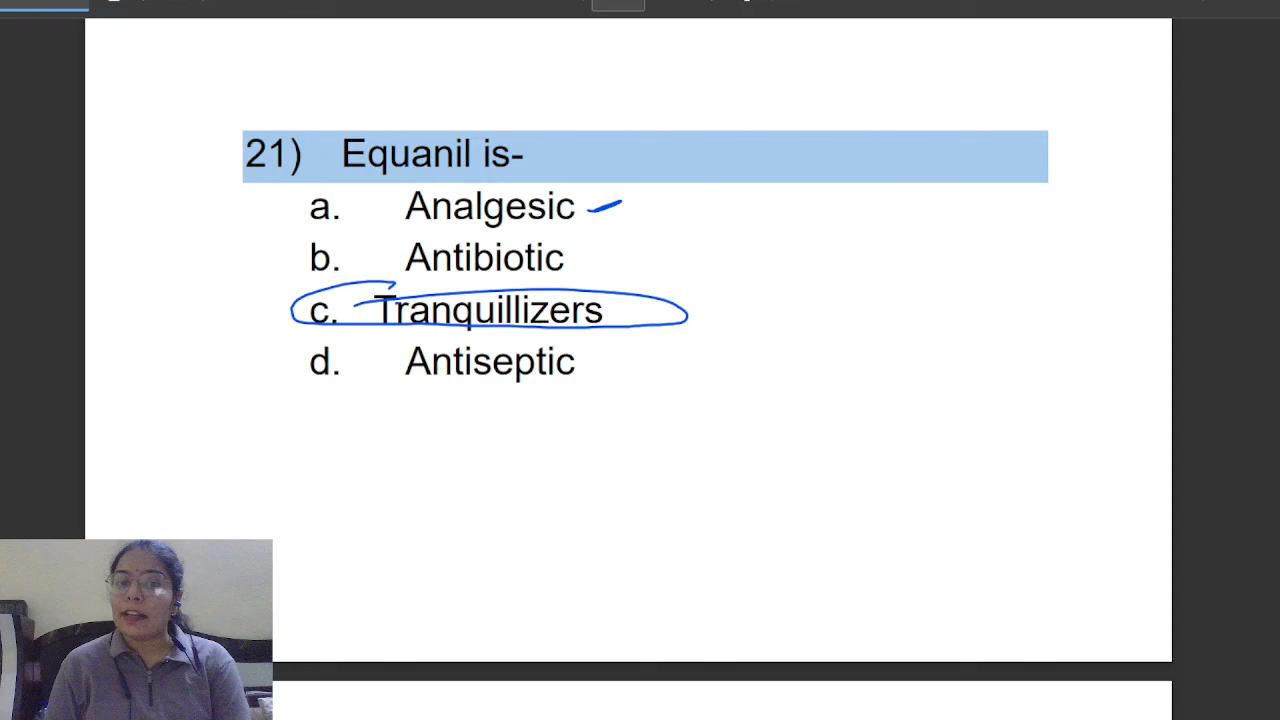 21) Equanil is-
a. Analgesic
b. Antibiotic
c. Tranquillizers
d. Antiseptic